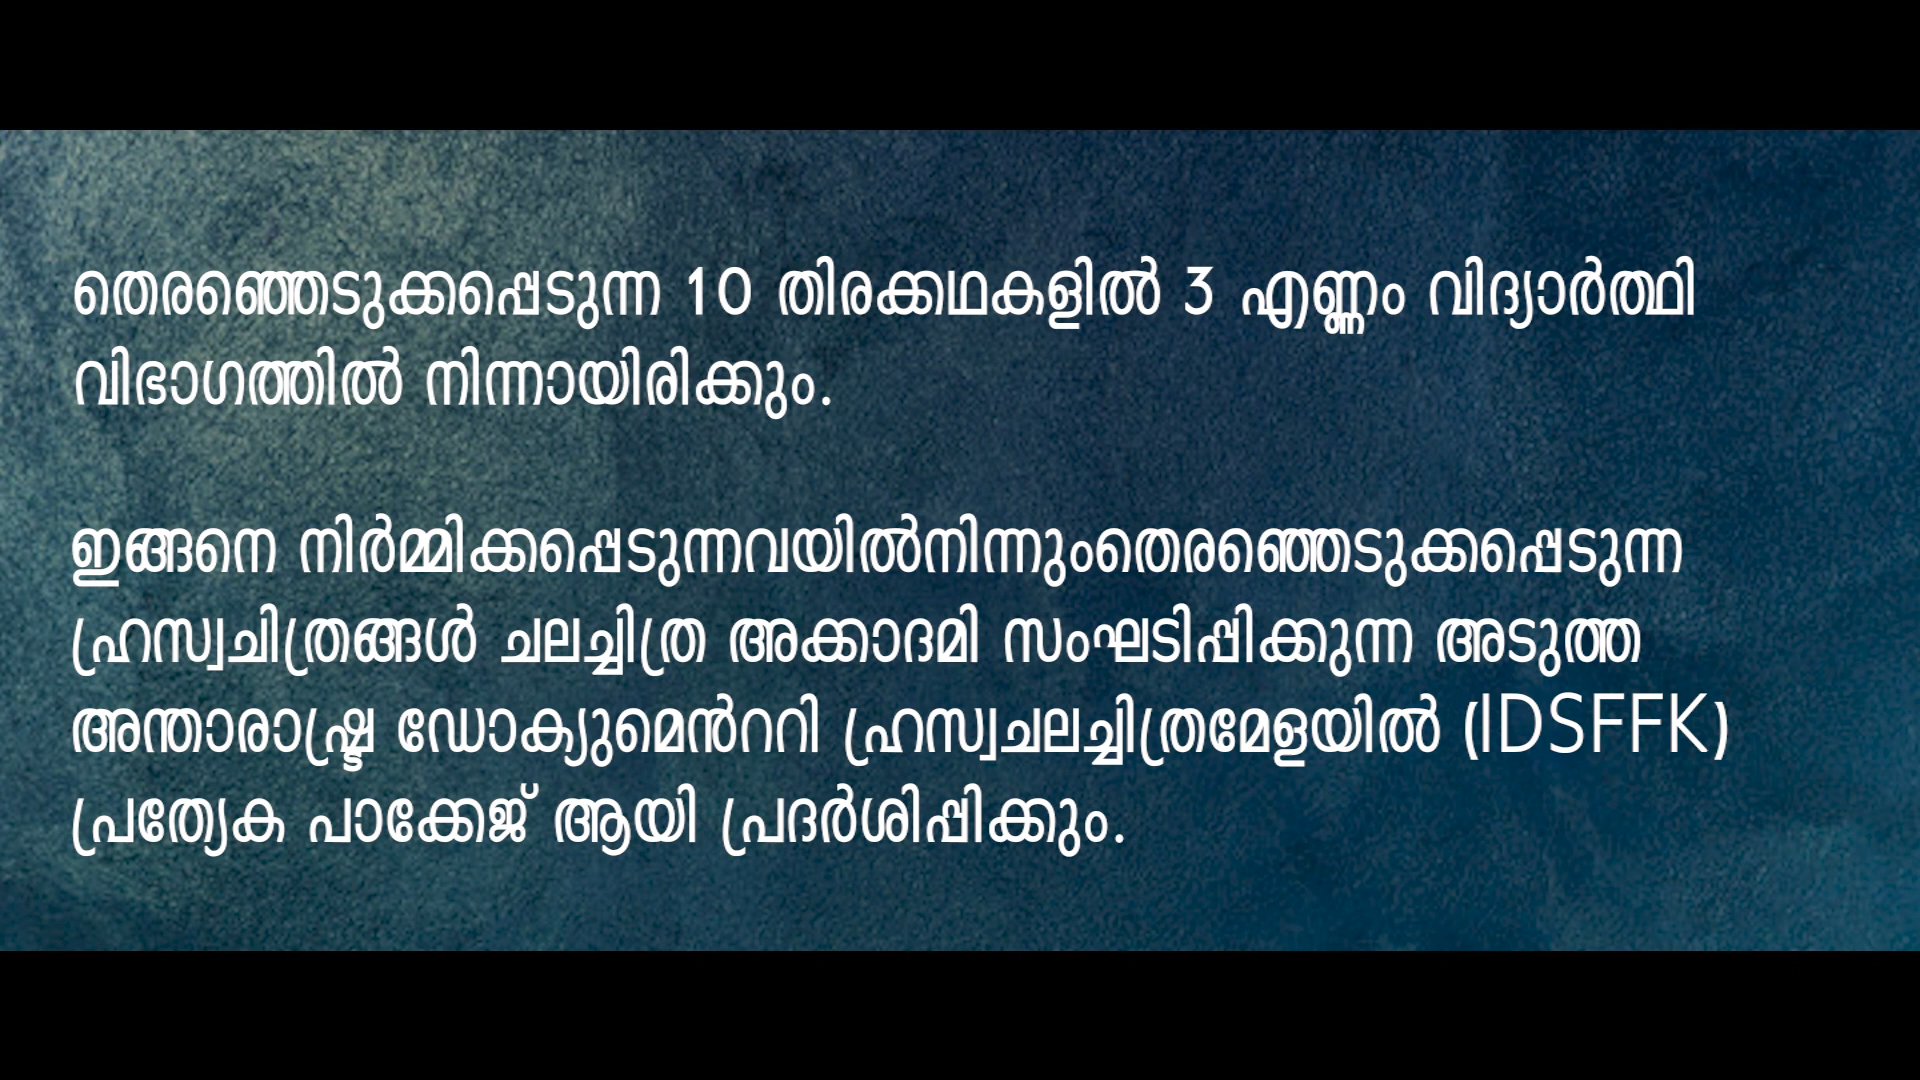 തെരഞ്ഞെടുക്കപ്പെടുന്ന 10 തിരക്കഥകളിൽ 3 എണ്ണം വിദ്യാർത്ഥി
വിഭാഗത്തിൽ നിന്നായിരിക്കും.
ഇങ്ങനെ നിർമ്മിക്കപ്പെടുന്നവയിൽനിന്നുംതെരഞ്ഞെടുക്കപ്പെടുന്ന
ഹ്രസ്വചിത്രങ്ങൾ ചലച്ചിത്ര അക്കാദമി സംഘടിപ്പിക്കുന്ന അടുത്ത
അന്താരാഷ്ട്ര ഡോക്യുമെൻററി ഹ്രസ്വചലച്ചിത്രമേളയിൽ (IDSFFK)
പ്രത്യേക പാക്കേജ് ആയി പ്രദർശിപ്പിക്കും.